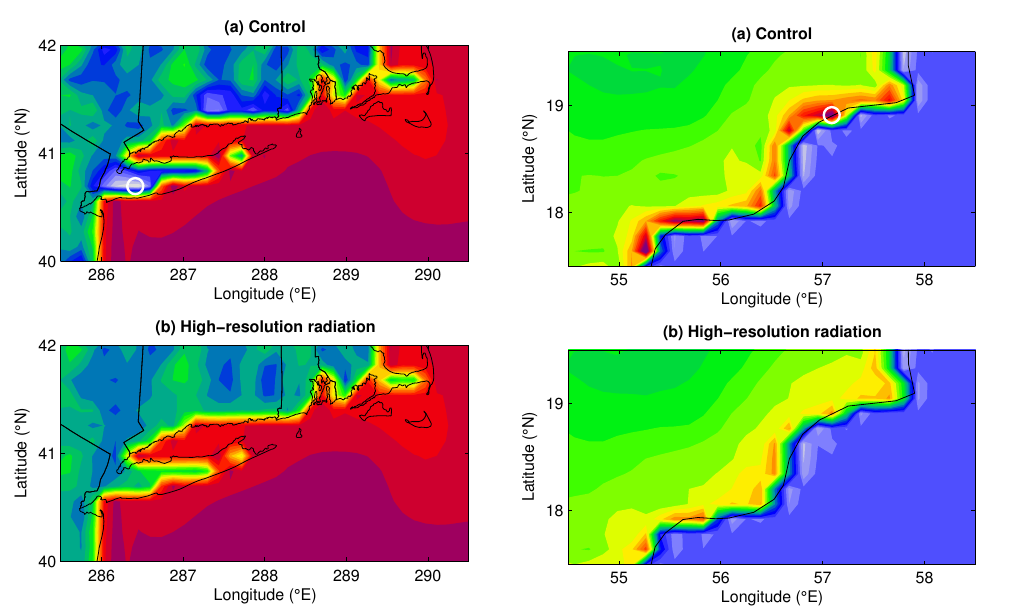 (a) Control
42
41
40
Latitude (°N)
286 287 288 289 290
Longitude (°E)
(a) Control
19
18
Latitude (°N)
55 56 57 58
Longitude (°E)
(b) High−resolution radiation
42
41
40
Latitude (°N)
286 287 288 289 290
Longitude (°E)
(b) High−resolution radiation
19
18
Latitude (°N)
55 56 57 58
Longitude (°E)